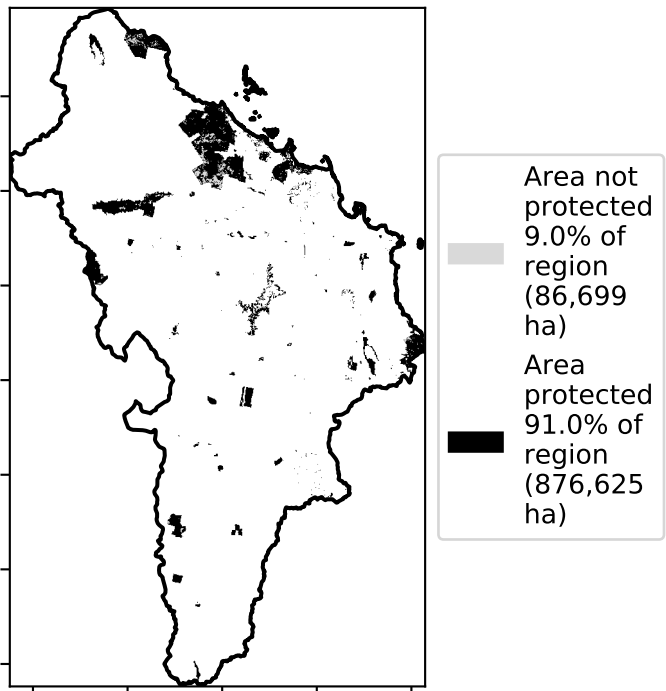 Area not
protected
9.0% of
region
(86,699
ha)
Area
protected
91.0% of
region
(876,625
ha)